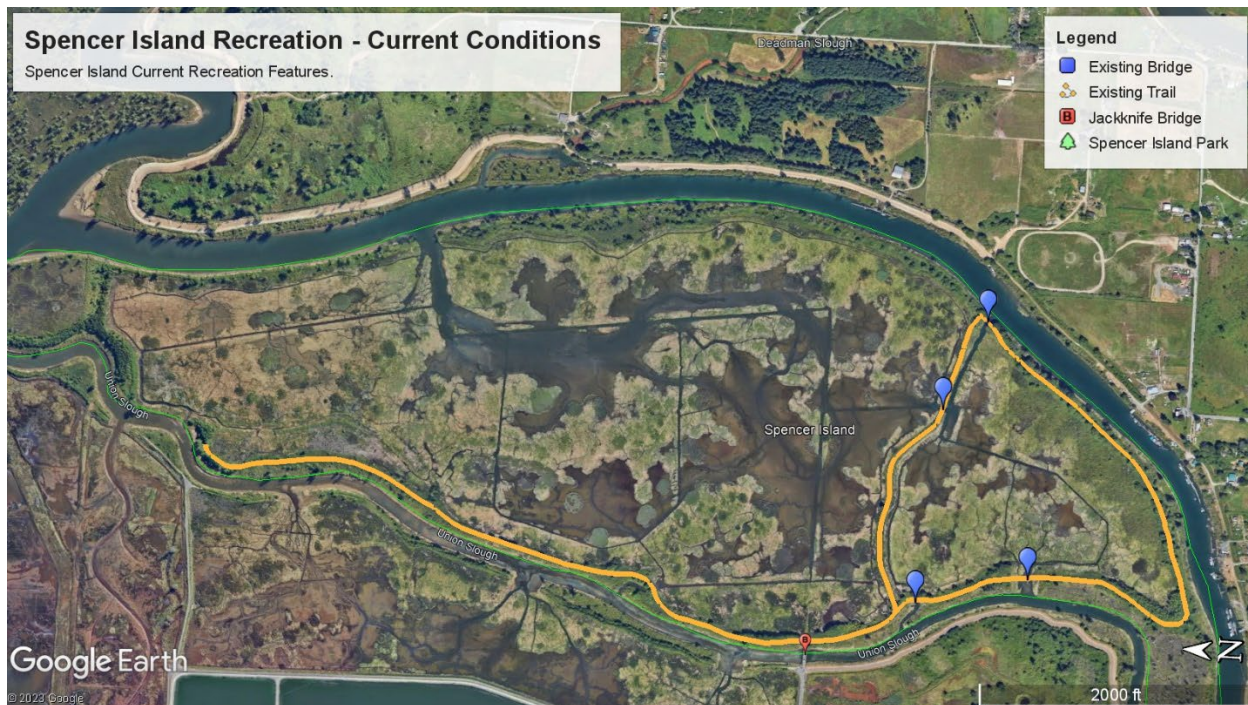 Spencer Island Recreation - Current Conditions
Spencer Island Current Recreation Features.
Legend
Existing Bridge
Existing Trail
B Jackknife Bridge
Spencer Island Park
Deadman Slough
Union Slough
Spencer Island
Union Slough
B
Union Slough
N
Google Earth
© 2023 Google
2000 ft